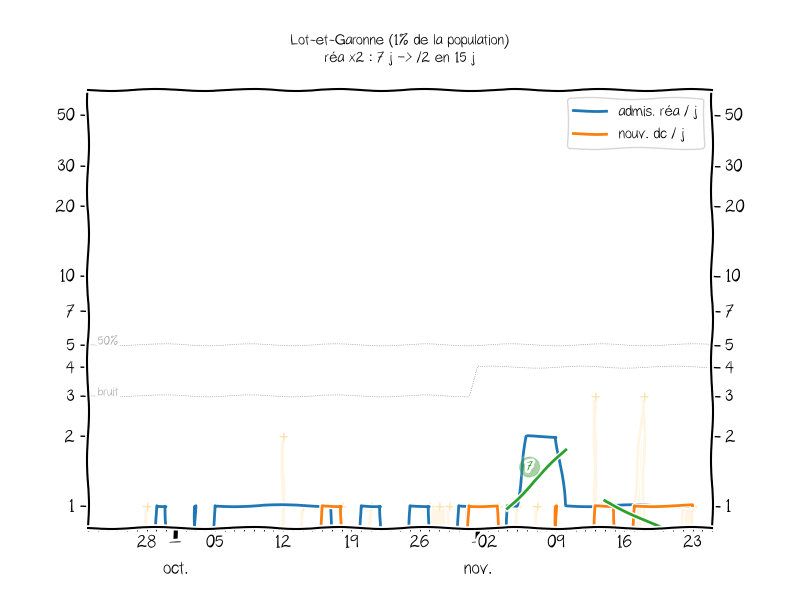 Lot-et-Garonne (1% de la population)
réa x2 : 7 j -> /2 en 15 j
admis. réa / j
nouv. dc / j
50 50
30 30
20 20
10 10
7 7
5 50% 5
4 4
3 bruit 3
2 2
7
1 1
28 05 12 19 26 02 09 16 23
oct. nov.